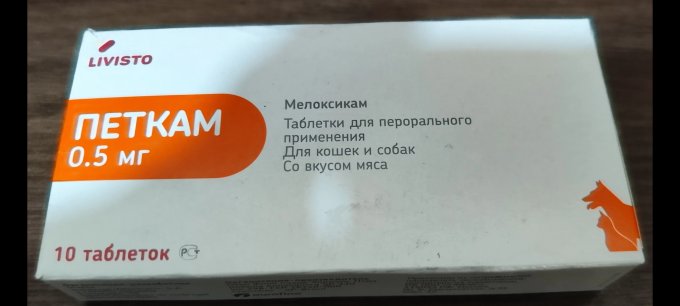 LIVISTO
ПЕТКАМ
0.5 мг
Мелоксикам
Таблетки для перорального
применения
Для кошек и собак
Со вкусом мяса
10 таблеток